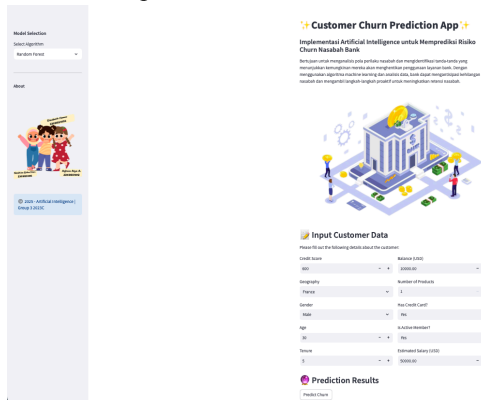 Model Selection
Select Algorithm
Random Forest
About
© 2025 - Artificial Intelligence |
Group 3 2023C
✨Customer Churn Prediction App✨
Implementasi Artificial Intelligence untuk Memprediksi Risiko
Churn Nasabah Bank
Bertujuan untuk menganalisis pola perilaku nasabah dan mengidentifikasi tanda-tanda yang
menunjukkan kemungkinan mereka akan menghentikan penggunaan layanan bank. Dengan
menggunakan algoritma machine learning dan analisis data, bank dapat mengantisipasi kehilangan
nasabah dan mengambil langkah-langkah proaktif untuk meningkatkan retensi nasabah.
BANK
📝 Input Customer Data
Please fill out the following details about the customer:
Credit Score
Balance (USD)
600 - +
10000.00 -
Geography
Number of Products
France
1
Gender
Has Credit Card?
Male
Yes
Age
Is Active Member?
30 - +
Yes
Tenure
Estimated Salary (USD)
5 - +
50000.00 -
🔮 Prediction Results
Predict Churn